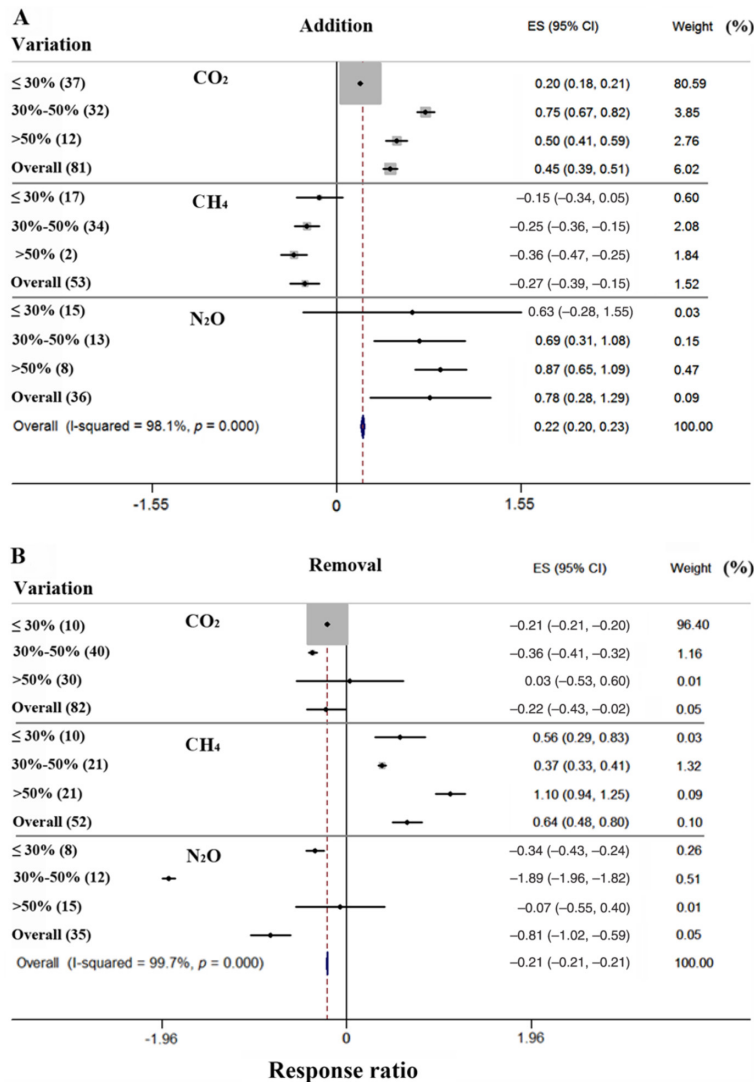 A Addition ES (95% CI) Weight (%)
Variation
≤ 30% (37) CO₂ 0.20 (0.18, 0.21) 80.59
30%-50% (32) 0.75 (0.67, 0.82) 3.85
>50% (12) 0.50 (0.41, 0.59) 2.76
Overall (81) 0.45 (0.39, 0.51) 6.02
≤ 30% (17) CH₄ –0.15 (–0.34, 0.05) 0.60
30%-50% (34) –0.25 (–0.36, –0.15) 2.08
>50% (2) –0.36 (–0.47, –0.25) 1.84
Overall (53) –0.27 (–0.39, –0.15) 1.52
≤ 30% (15) N₂O 0.63 (–0.28, 1.55) 0.03
30%-50% (13) 0.69 (0.31, 1.08) 0.15
>50% (8) 0.87 (0.65, 1.09) 0.47
Overall (36) 0.78 (0.28, 1.29) 0.09
Overall (I-squared = 98.1%, p = 0.000) 0.22 (0.20, 0.23) 100.00
-1.55 0 1.55
B Removal ES (95% CI) Weight (%)
Variation
≤ 30% (10) CO₂ –0.21 (–0.21, –0.20) 96.40
30%-50% (40) –0.36 (–0.41, –0.32) 1.16
>50% (30) 0.03 (–0.53, 0.60) 0.01
Overall (82) –0.22 (–0.43, –0.02) 0.05
≤ 30% (10) CH₄ 0.56 (0.29, 0.83) 0.03
30%-50% (21) 0.37 (0.33, 0.41) 1.32
>50% (21) 1.10 (0.94, 1.25) 0.09
Overall (52) 0.64 (0.48, 0.80) 0.10
≤ 30% (8) N₂O –0.34 (–0.43, –0.24) 0.26
30%-50% (12) –1.89 (–1.96, –1.82) 0.51
>50% (15) –0.07 (–0.55, 0.40) 0.01
Overall (35) –0.81 (–1.02, –0.59) 0.05
Overall (I-squared = 99.7%, p = 0.000) –0.21 (–0.21, –0.21) 100.00
-1.96 0 1.96
Response ratio